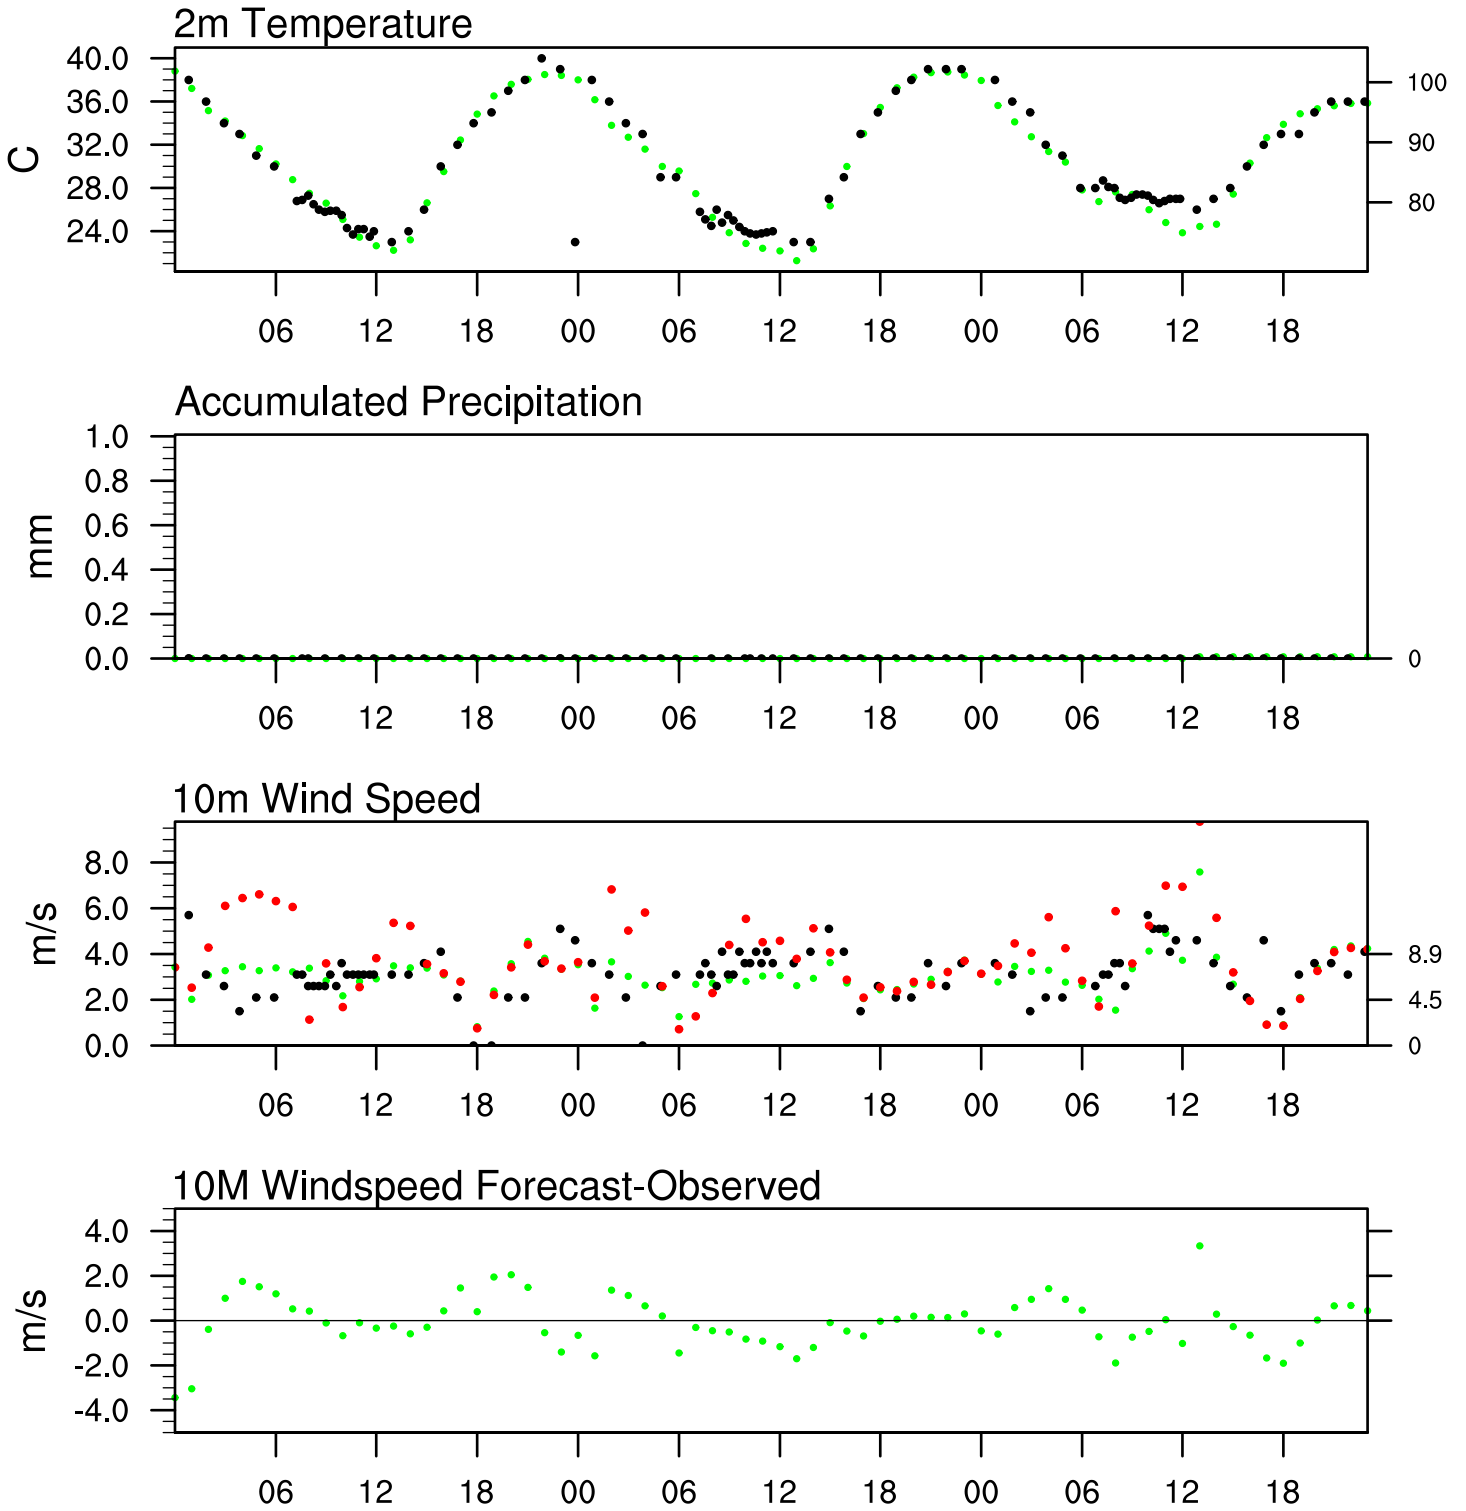 2m Temperature
40.0
36.0
32.0
28.0
24.0
C
100
90
80
06 12 18 00 06 12 18 00 06 12 18
Accumulated Precipitation
1.0
0.8
0.6
0.4
0.2
0.0
mm
0
06 12 18 00 06 12 18 00 06 12 18
10m Wind Speed
8.0
6.0
4.0
2.0
0.0
m/s
8.9
4.5
0
06 12 18 00 06 12 18 00 06 12 18
10M Windspeed Forecast-Observed
4.0
2.0
0.0
-2.0
-4.0
m/s
06 12 18 00 06 12 18 00 06 12 18